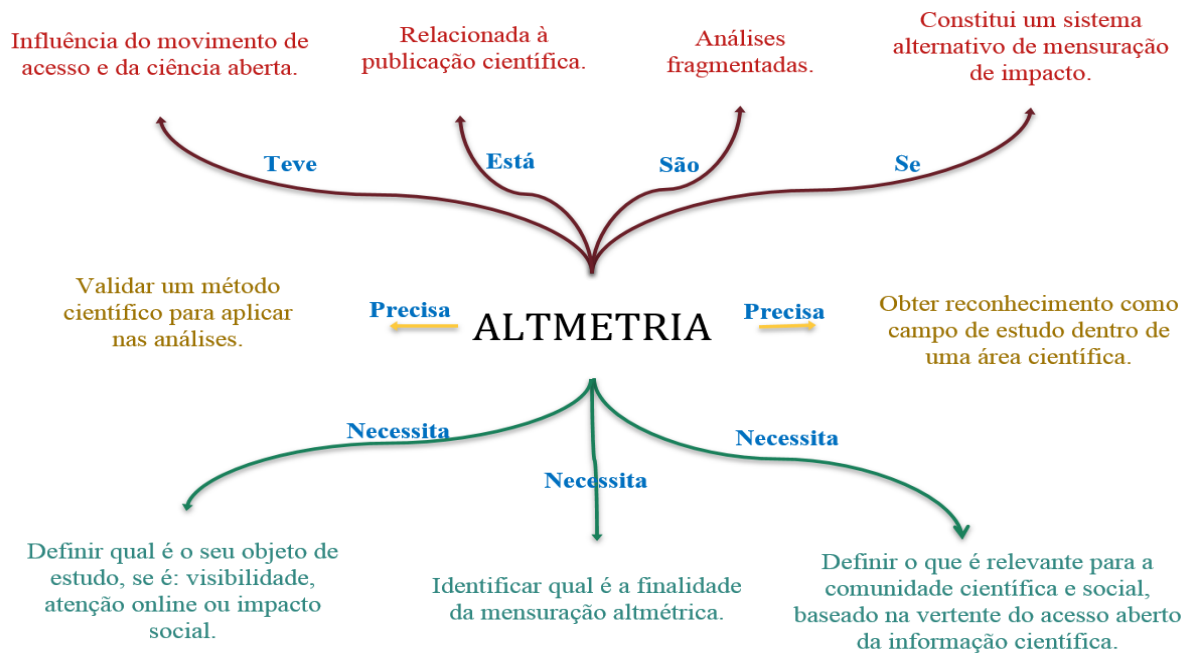 Influência do movimento de
acesso e da ciência aberta.
Relacionada à
publicação científica.
Análises
fragmentadas.
Constitui um sistema
alternativo de mensuração
de impacto.
Teve
Está
São
Se
Validar um método
científico para aplicar
nas análises.
Precisa
ALTMETRIA
Precisa
Obter reconhecimento como
campo de estudo dentro de
uma área científica.
Necessita
Necessita
Necessita
Definir qual é o seu objeto de
estudo, se é: visibilidade,
atenção online ou impacto
social.
Identificar qual é a finalidade
da mensuração altmétrica.
Definir o que é relevante para a
comunidade científica e social,
baseado na vertente do acesso aberto
da informação científica.